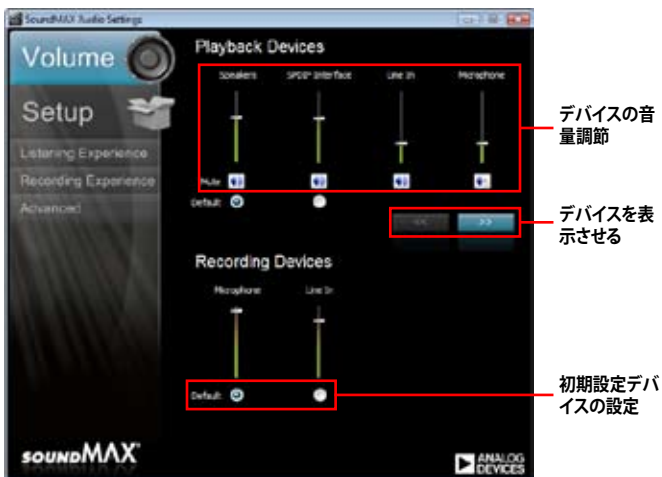 SoundMAX Audio Settings
Volume
Setup
Listening Experience
Recording Experience
Advanced
Playback Devices
Speakers SPDIF Interface Line In Microphone
Mute:
Default:
<< >>
Recording Devices
Microphone Line In
Default:
デバイスの音
量調節
デバイスを表
示させる
初期設定デバ
イスの設定
SOUNDMAX
ANALOG
DEVICES